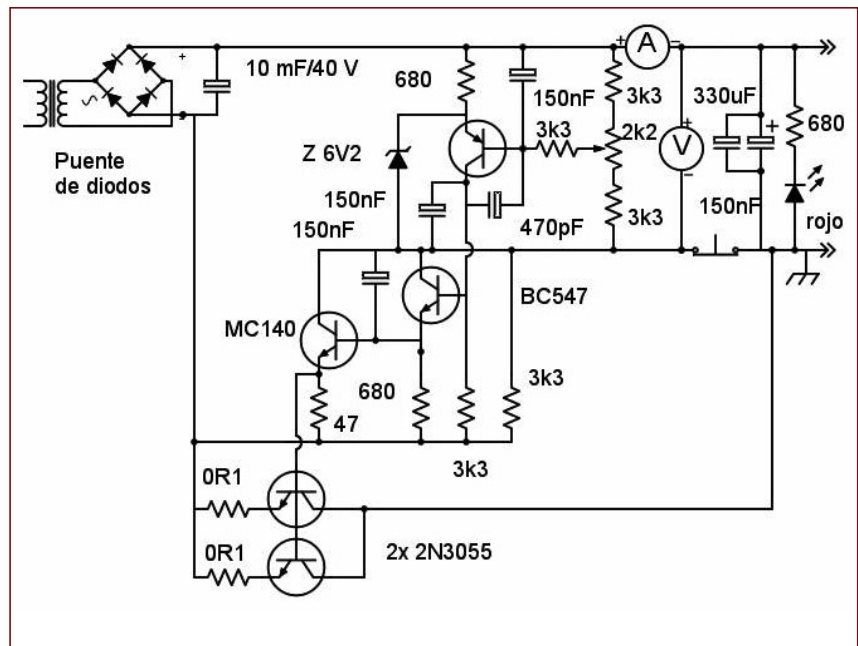 A
+
−
+
10 mF/40 V
680
150nF
3k3
330uF
3k3
2k2
680
Z 6V2
V
+
−
+
Puente
de diodos
150nF
150nF
3k3
470pF
150nF
rojo
MC140
BC547
680
3k3
47
3k3
0R1
0R1
2x 2N3055